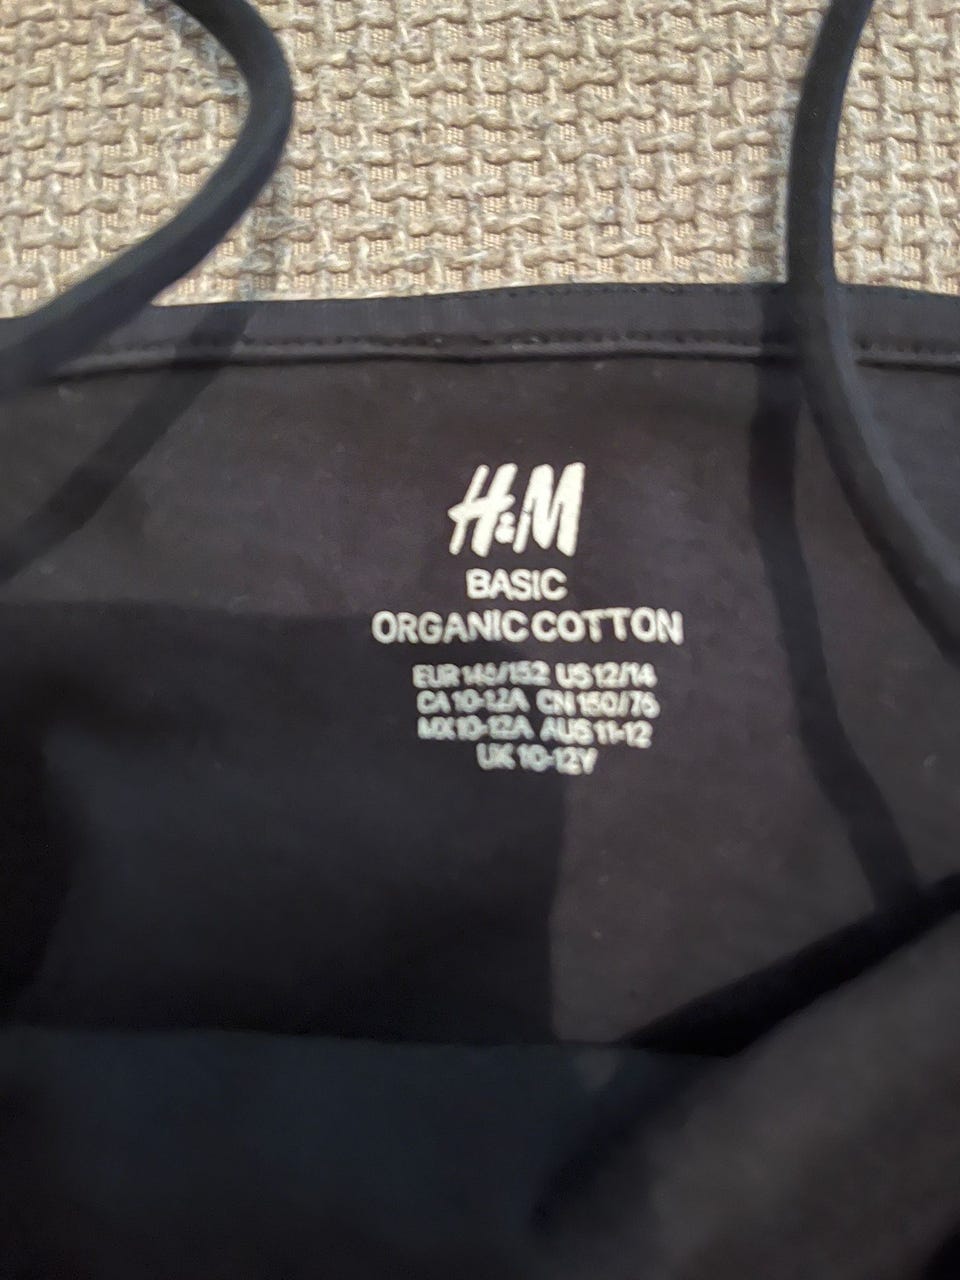 H&M
BASIC
ORGANIC COTTON
EUR 146/152 US 12/14
CA 10-12A CN 150/76
MX 10-12A AUS 11-12
UK 10-12Y